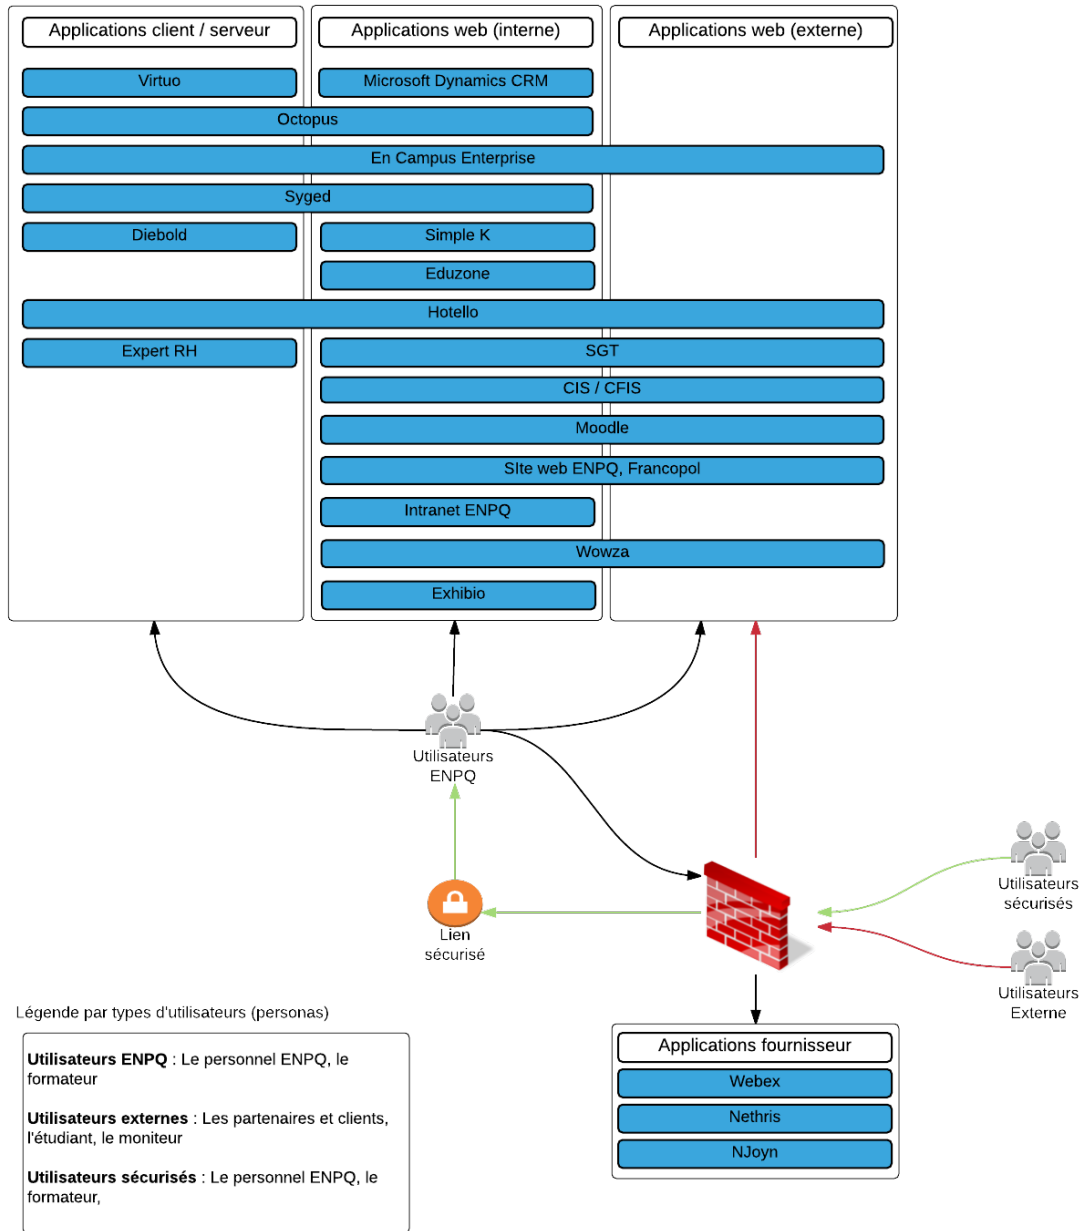 Applications client / serveur
Applications web (interne)
Applications web (externe)
Virtuo
Microsoft Dynamics CRM
Octopus
En Campus Enterprise
Syged
Diebold
Simple K
Eduzone
Hotello
Expert RH
SGT
CIS / CFIS
Moodle
SIte web ENPQ, Francopol
Intranet ENPQ
Wowza
Exhibio
Utilisateurs
ENPQ
Utilisateurs
sécurisés
Lien
sécurisé
Utilisateurs
Externe
Légende par types d'utilisateurs (personas)
Utilisateurs ENPQ : Le personnel ENPQ, le
formateur
Utilisateurs externes : Les partenaires et clients,
l'étudiant, le moniteur
Utilisateurs sécurisés : Le personnel ENPQ, le
formateur,
Applications fournisseur
Webex
Nethris
NJoyn